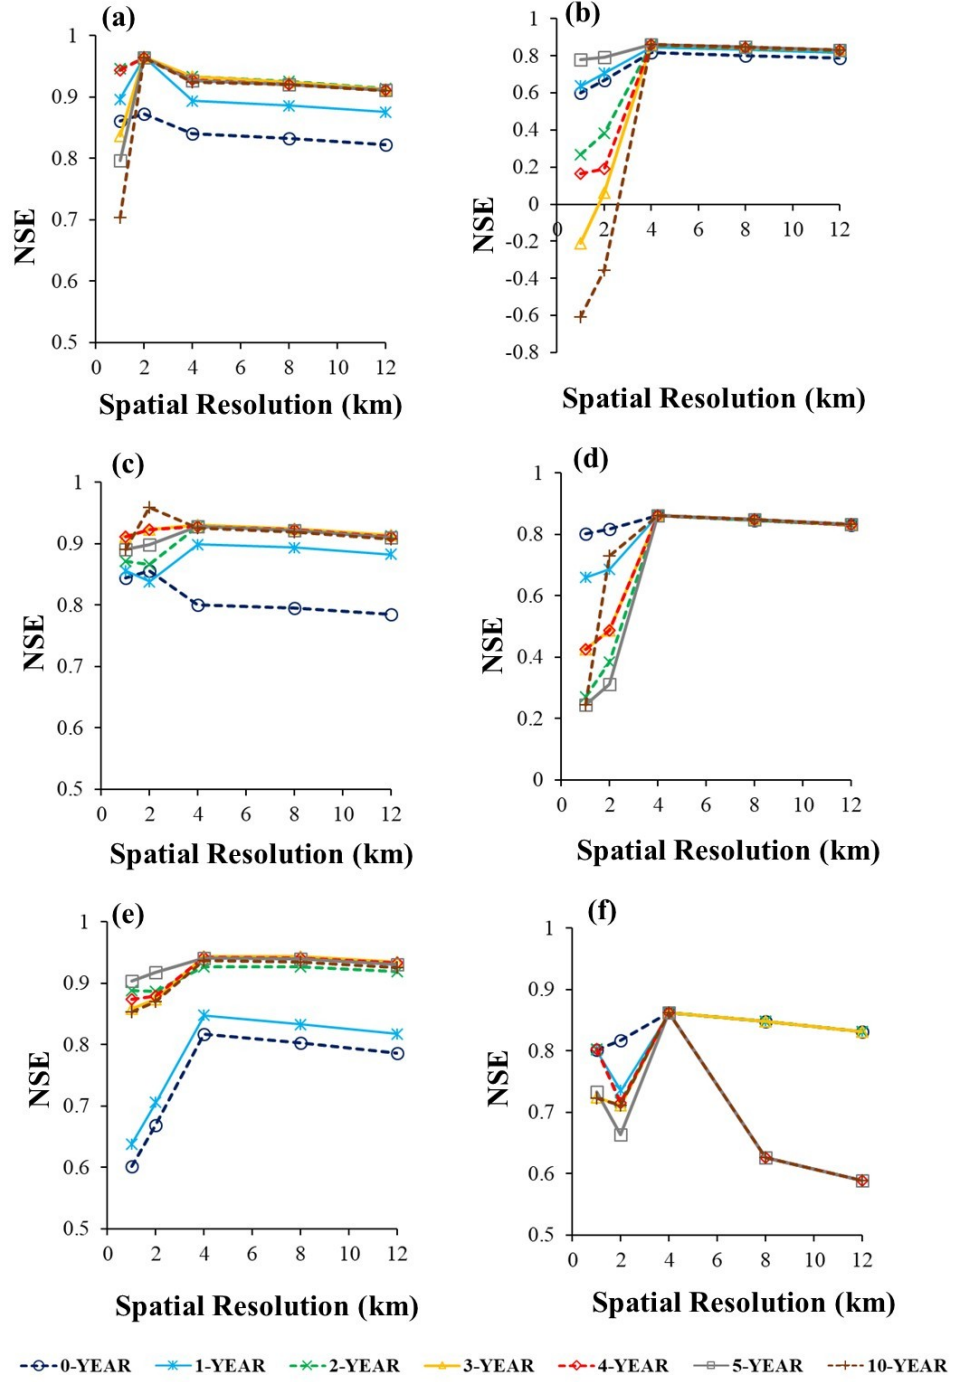 (a)
1
0.9
0.8
0.7
0.6
0.5
0 2 4 6 8 10 12
NSE
Spatial Resolution (km)
(b)
1
0.8
0.6
0.4
0.2
0
-0.2
-0.4
-0.6
-0.8
0 2 4 6 8 10 12
NSE
Spatial Resolution (km)
(c)
1
0.9
0.8
0.7
0.6
0.5
0 2 4 6 8 10 12
NSE
Spatial Resolution (km)
(d)
1
0.8
0.6
0.4
0.2
0
0 2 4 6 8 10 12
NSE
Spatial Resolution (km)
(e)
1
0.9
0.8
0.7
0.6
0.5
0 2 4 6 8 10 12
NSE
Spatial Resolution (km)
(f)
1
0.9
0.8
0.7
0.6
0.5
0 2 4 6 8 10 12
NSE
Spatial Resolution (km)
0-YEAR 1-YEAR 2-YEAR 3-YEAR 4-YEAR 5-YEAR 10-YEAR